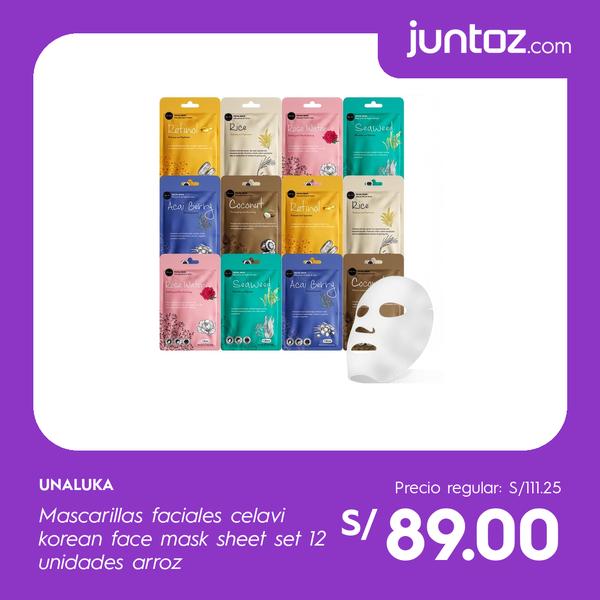 juntoz.com
Retinol
Rice
Rose Water
Seaweed
Acai Berry
Coconut
Retinol
Rice
Rose Water
Seaweed
Acai Berry
UNALUKA
Mascarillas faciales celavi
korean face mask sheet set 12
unidades arroz
Precio regular: S/111.25
S/ 89.00